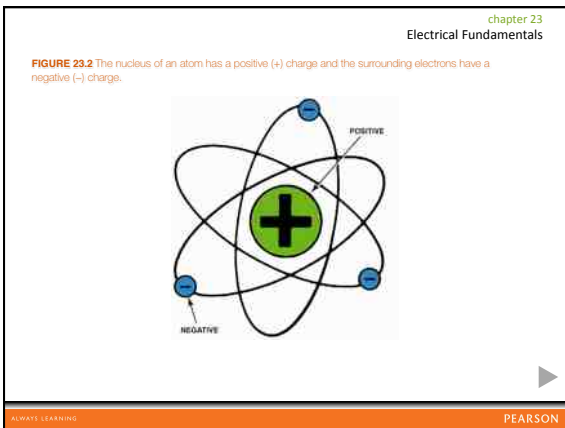 chapter 23
Electrical Fundamentals
FIGURE 23.2 The nucleus of an atom has a positive (+) charge and the surrounding electrons have a
negative (–) charge.
POSITIVE
+
–
–
–
NEGATIVE
ALWAYS LEARNING
PEARSON